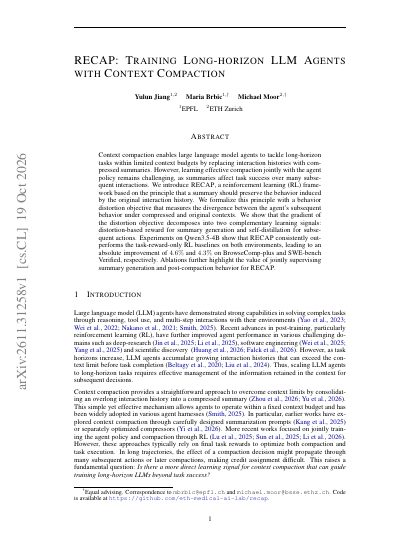 RECAP: TRAINING LONG-HORIZON LLM AGENTS
WITH CONTEXT COMPACTION
Yulun Jiang1,2 Maria Brbic1,† Michael Moor2,†
1EPFL 2ETH Zurich
ABSTRACT
Context compaction enables large language model agents to tackle long-horizon
tasks within limited context budgets by replacing interaction histories with com-
pressed summaries. However, learning effective compaction jointly with the agent
policy remains challenging, as summaries affect task success over many sub-
sequent interactions. We introduce RECAP, a reinforcement learning (RL) frame-
work based on the principle that a summary should preserve the behavior induced
by the original interaction history. We formalize this principle with a behavior
distortion objective that measures the divergence between the agent's subsequent
behavior under compressed and original contexts. We show that the gradient of
the distortion objective decomposes into two complementary learning signals:
distortion-based reward for summary generation and self-distillation for subse-
quent actions. Experiments on Qwen3.5-4B show that RECAP consistently out-
performs the task-reward-only RL baselines on both environments, leading to
an absolute improvement of 4.6% and 4.3% on BrowseComp-plus and SWE-bench
Verified, respectively. Ablations further highlight the value of jointly supervising
summary generation and post-compaction behavior for RECAP.
1 INTRODUCTION
Large language model (LLM) agents have demonstrated strong capabilities in solving complex tasks
through reasoning, tool use, and multi-step interactions with their environments (Yao et al., 2023;
Wei et al., 2022; Nakano et al., 2021; Smith, 2025). Recent advances in post-training, particularly
reinforcement learning (RL), have further improved agent performance in various challenging do-
mains such as deep-research (Jin et al., 2025; Li et al., 2025), software engineering (Wei et al., 2025;
Yang et al., 2025) and scientific discovery (Huang et al., 2026; Falck et al., 2026). However, as task
horizons increase, LLM agents accumulate growing interaction histories that can exceed the con-
text limit before task completion (Beltagy et al., 2020; Liu et al., 2024). Thus, scaling LLM agents
to long-horizon tasks requires effective management of the information retained in the context for
subsequent decisions.
Context compaction provides a straightforward approach to overcome context limits by consolidat-
ing an overlong interaction history into a compressed summary (Zhou et al., 2026; Yu et al., 2026).
This simple yet effective mechanism allows agents to operate within a fixed context budget and has
been widely adopted in various agent harnesses (Smith, 2025). In particular, earlier works have ex-
plored context compaction through carefully designed summarization prompts (Kang et al., 2025)
or separately optimized compressors (Yi et al., 2026). More recent works focused on jointly train-
ing the agent policy and compaction through RL (Lu et al., 2025; Sun et al., 2025; Li et al., 2026).
However, these approaches typically rely on final task rewards to optimize both compaction and
task execution. In long trajectories, the effect of a compaction decision might propagate through
many subsequent actions or later compactions, making credit assignment difficult. This raises a
fundamental question: Is there a more direct learning signal for context compaction that can guide
training long-horizon LLMs beyond task success?
†Equal advising. Correspondence to mbrbic@epfl.ch and michael.moor@bsse.ethz.ch. Code
is available at https://github.com/eth-medical-ai-lab/recap.
1
arXiv:2611.31258v1 [cs.CL] 19 Oct 2026